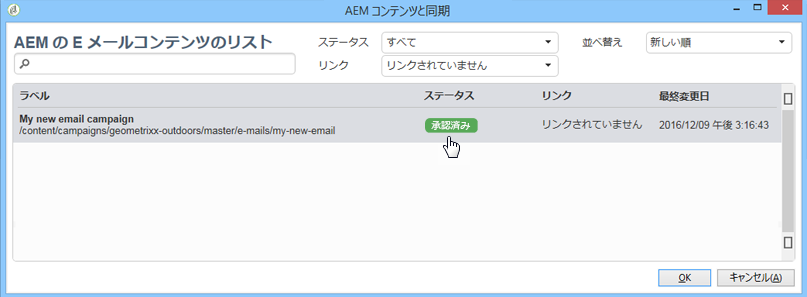 AEM コンテンツと同期
AEM の E メールコンテンツのリスト
ステータス すべて 並べ替え 新しい順
リンク リンクされていません
ラベル ステータス リンク 最終変更日
My new email campaign
/content/campaigns/geometrixx-outdoors/master/e-mails/my-new-email 承認済み リンクされていません 2016/12/09 午後 3:16:43
OK キャンセル(A)